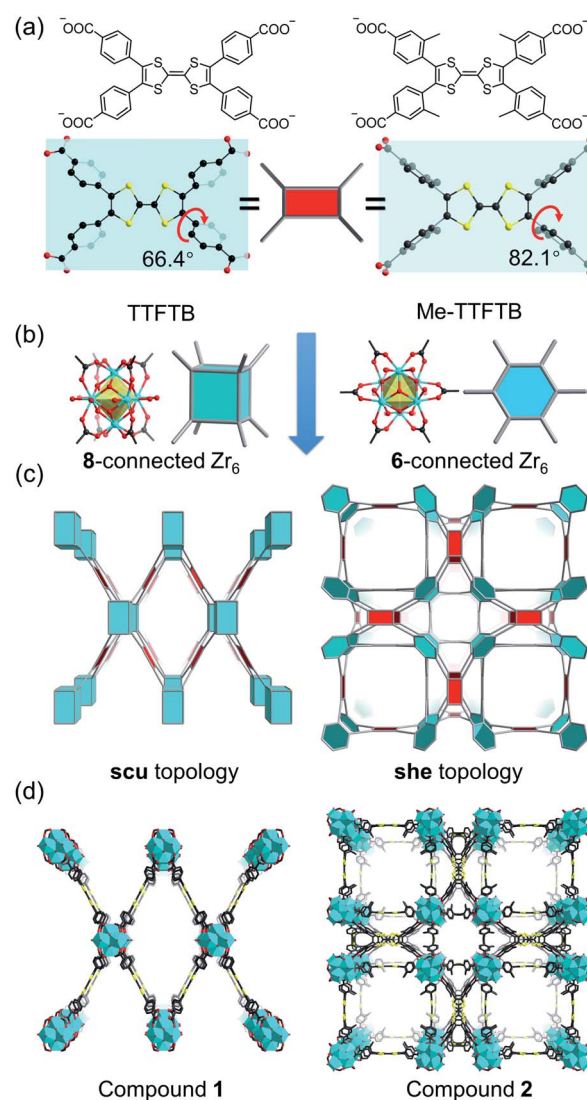 (a)
⁻OOC COO⁻ ⁻OOC COO⁻
S S S S
S S S S
⁻OOC COO⁻ ⁻OOC COO⁻
= =
66.4° 82.1°
TTFTB Me-TTFTB
(b)
8-connected Zr₆ 6-connected Zr₆
(c)
scu topology she topology
(d)
Compound 1 Compound 2